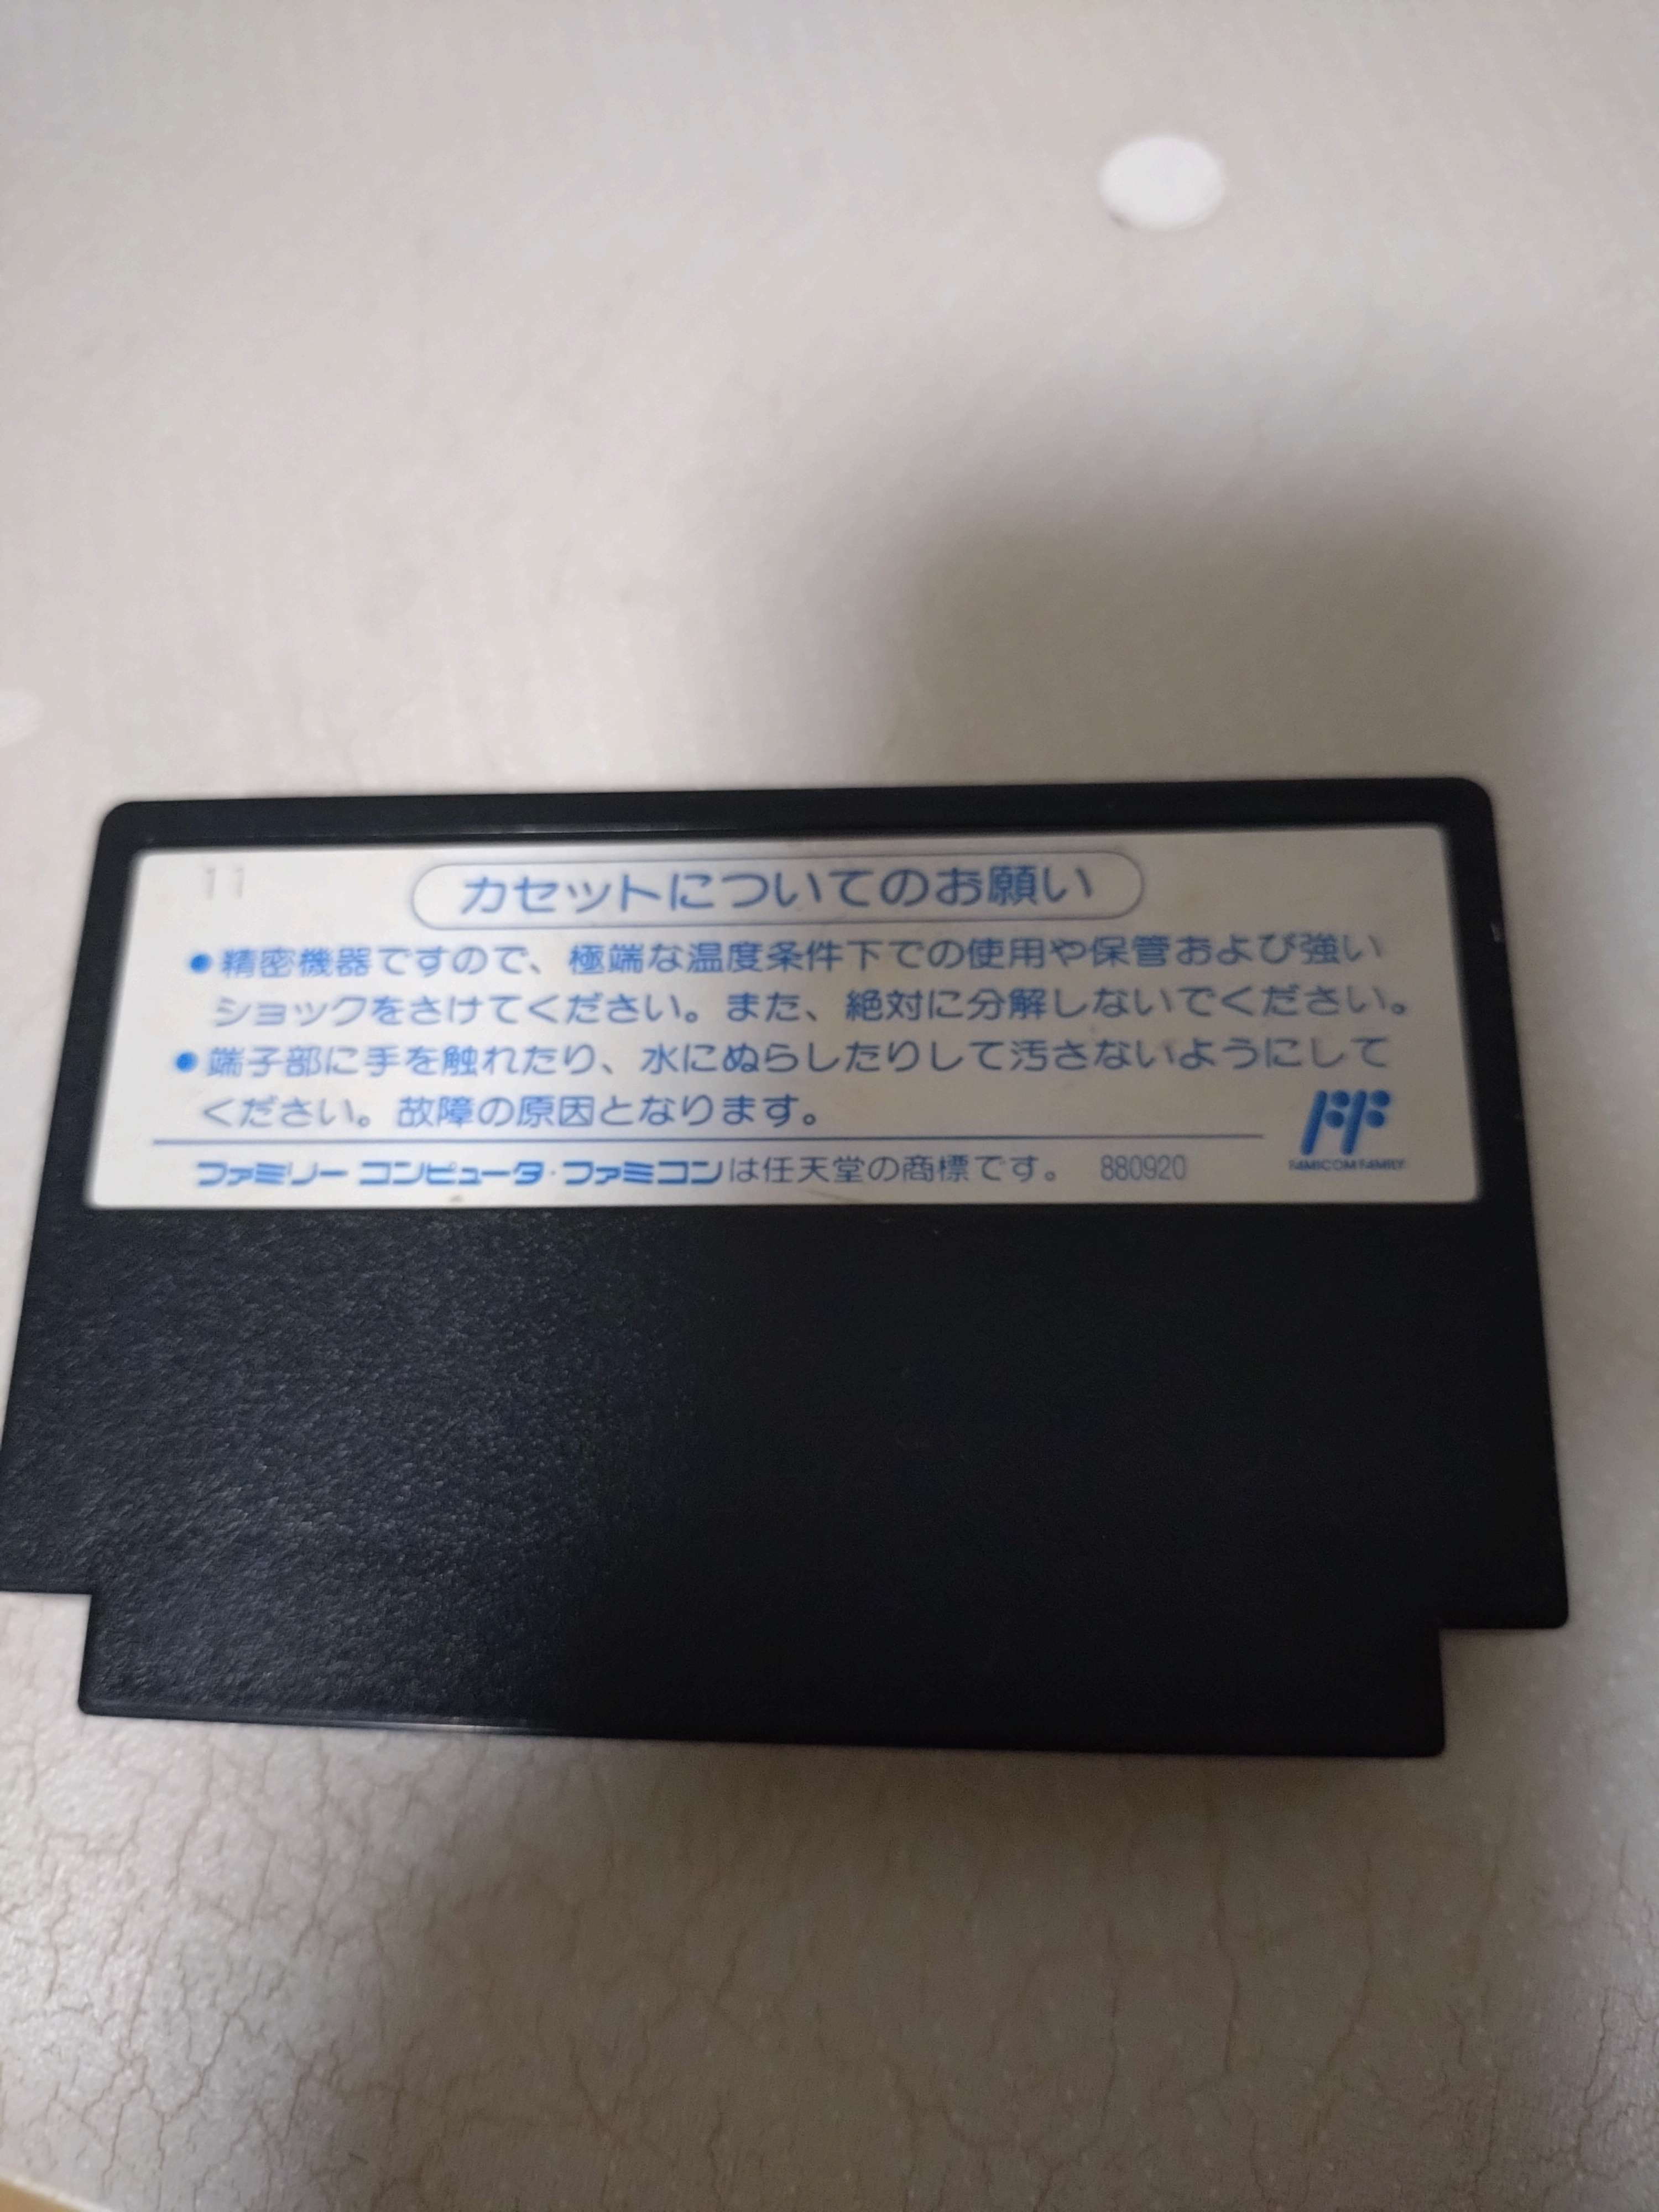 11
カセットについてのお願い
●精密機器ですので、極端な温度条件下での使用や保管および強い
ショックをさけてください。また、絶対に分解しないでください。
●端子部に手を触れたり、水にぬらしたりして汚さないようにして
ください。故障の原因となります。
FF
FAMICOM FAMILY
ファミリー コンピュータ・ファミコンは任天堂の商標です。 880920